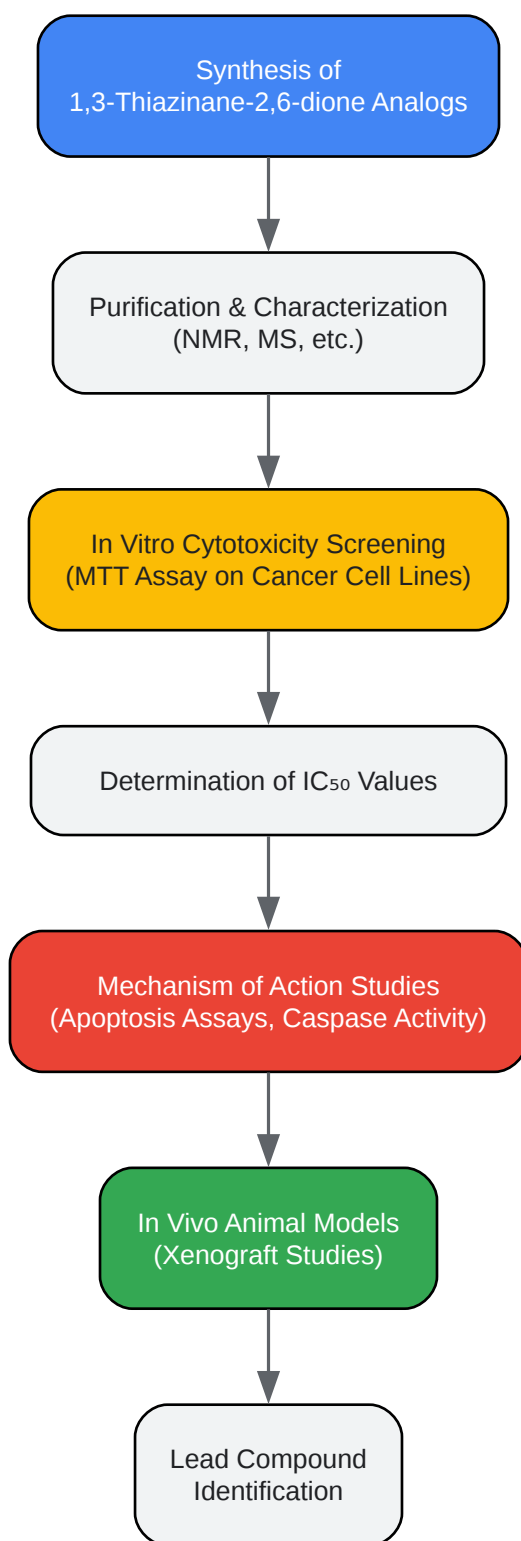 Synthesis of
1,3-Thiazinane-2,6-dione Analogs
Purification & Characterization
(NMR, MS, etc.)
In Vitro Cytotoxicity Screening
(MTT Assay on Cancer Cell Lines)
Determination of IC₅₀ Values
Mechanism of Action Studies
(Apoptosis Assays, Caspase Activity)
In Vivo Animal Models
(Xenograft Studies)
Lead Compound
Identification